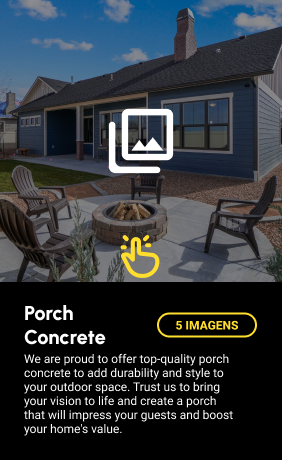 Porch
Concrete
5 IMAGENS
We are proud to offer top-quality porch
concrete to add durability and style to
your outdoor space. Trust us to bring
your vision to life and create a porch
that will impress your guests and boost
your home's value.